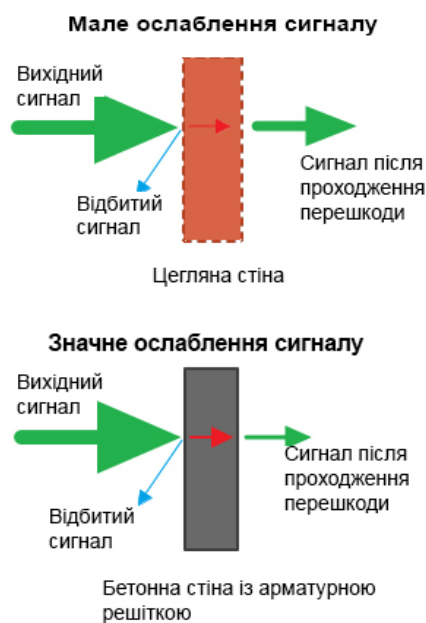 Мале ослаблення сигналу
Вихідний
сигнал
Відбитий
сигнал
Сигнал після
проходження
перешкоди
Цегляна стіна
Значне ослаблення сигналу
Вихідний
сигнал
Відбитий
сигнал
Сигнал після
проходження
перешкоди
Бетонна стіна із арматурною
решіткою